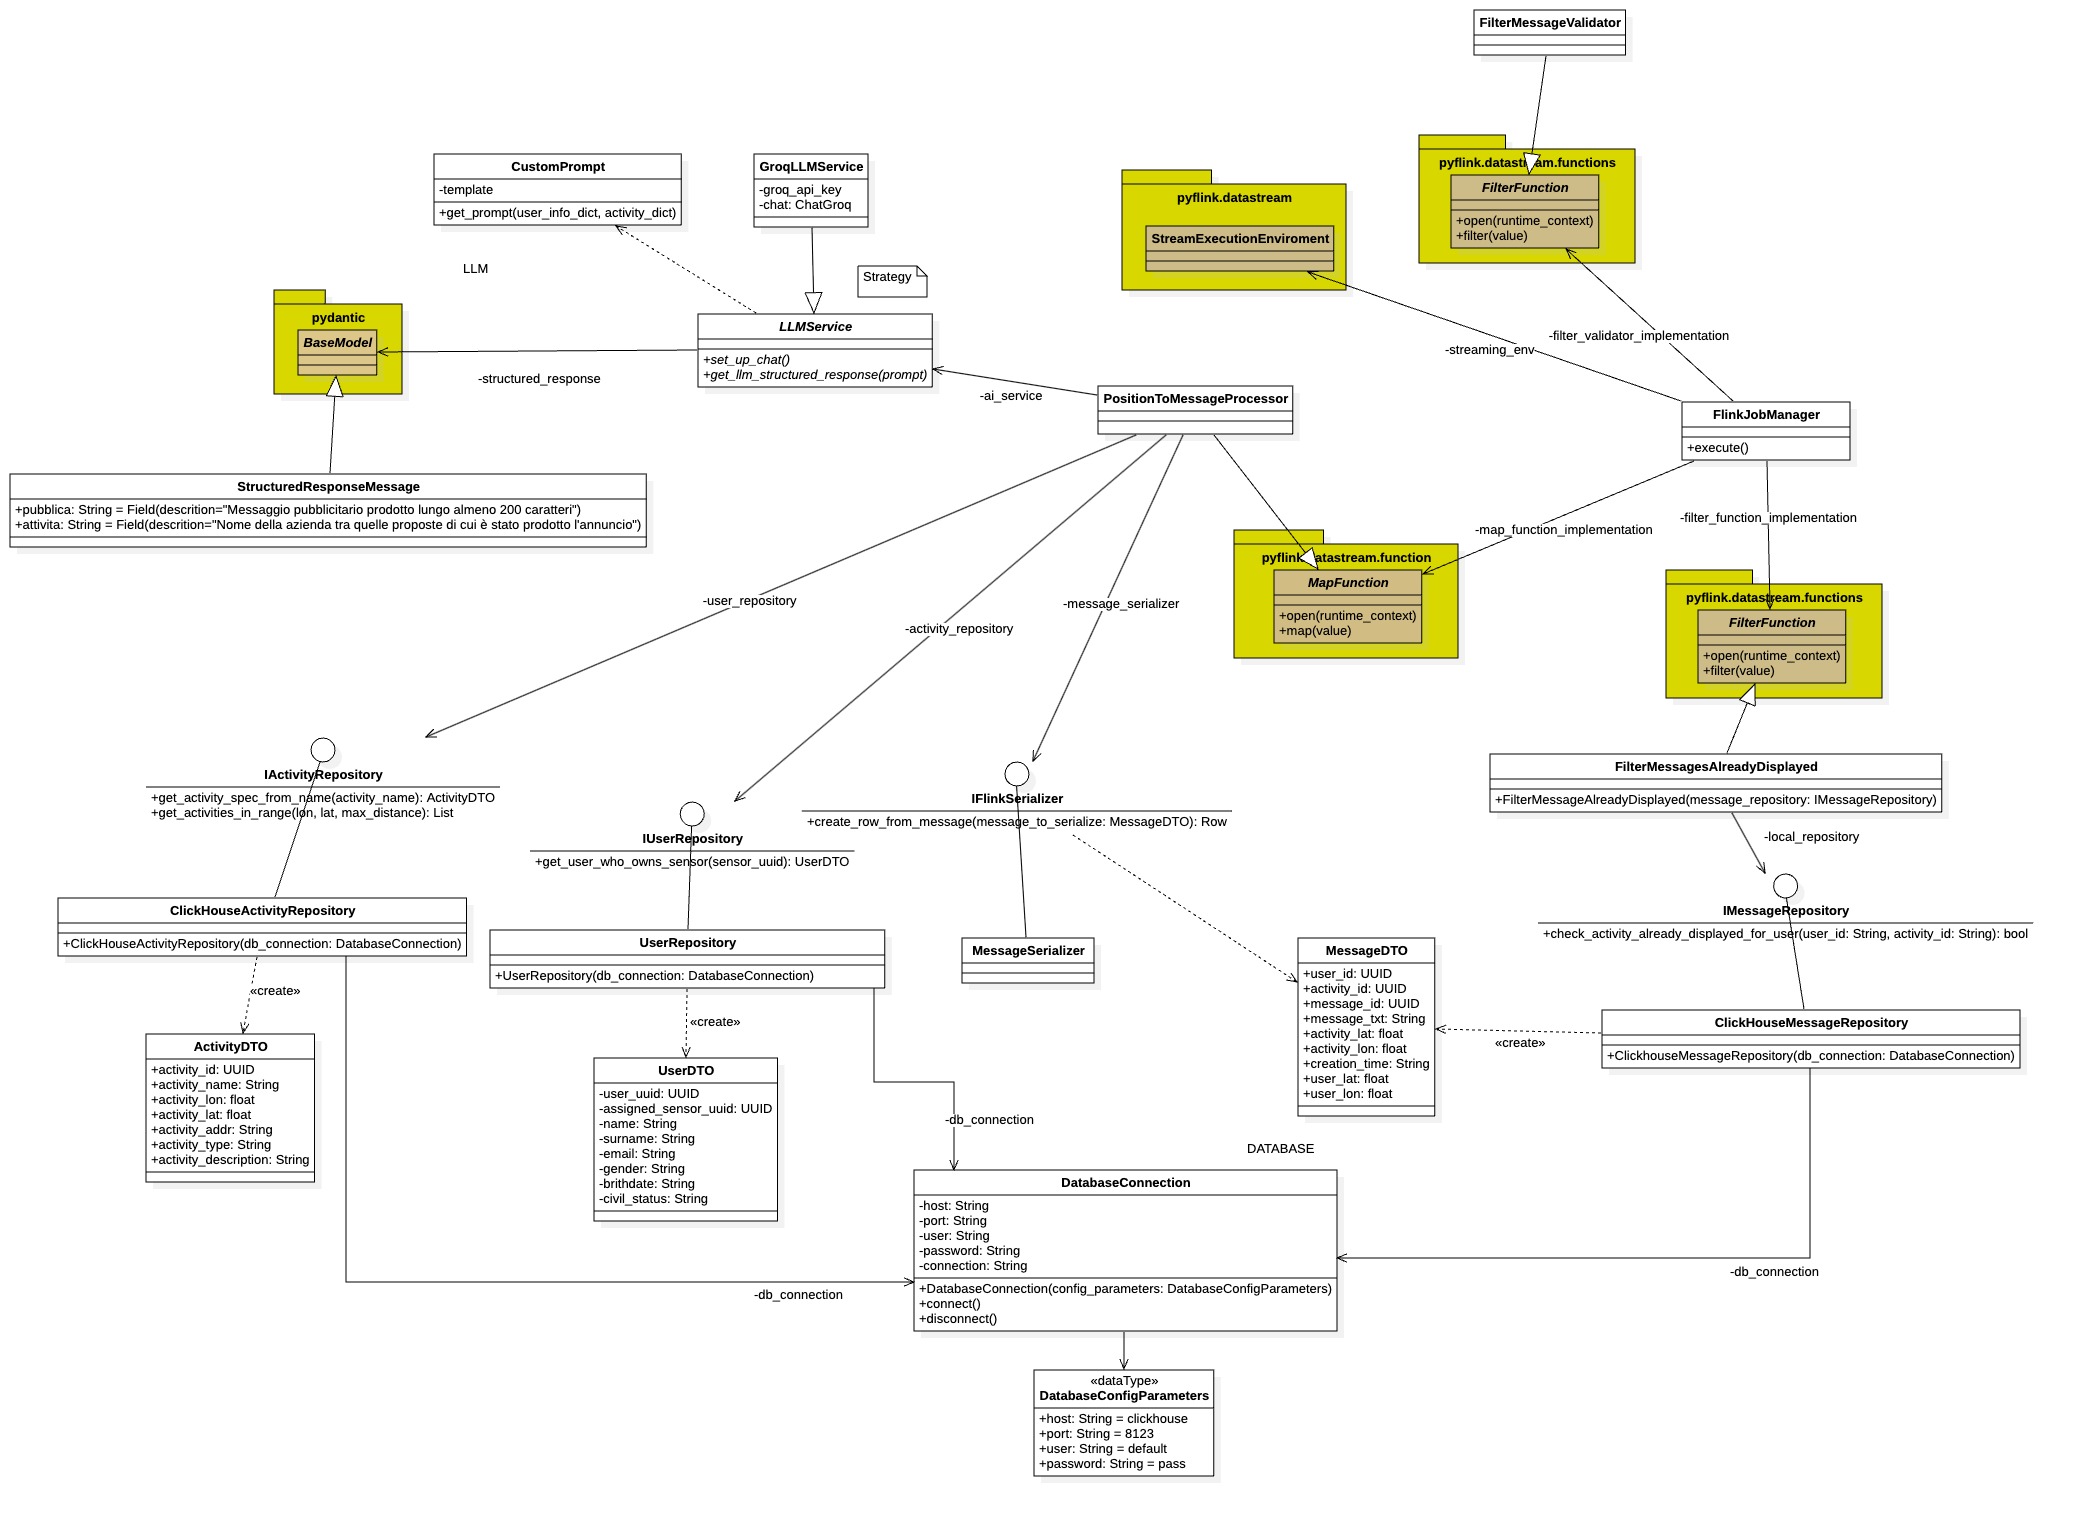 FilterMessageValidator
pyflink.datastream.functions
FilterFunction
+open(runtime_context)
+filter(value)
CustomPrompt
-template
+get_prompt(user_info_dict, activity_dict)
GroqLLMService
-groq_api_key
-chat: ChatGroq
pyflink.datastream
StreamExecutionEnviroment
LLM
Strategy
pydantic
BaseModel
LLMService
+set_up_chat()
+get_llm_structured_response(prompt)
-structured_response
-ai_service
-streaming_env
-filter_validator_implementation
PositionToMessageProcessor
FlinkJobManager
+execute()
StructuredResponseMessage
+pubblica: String = Field(descrition="Messaggio pubblicitario prodotto lungo almeno 200 caratteri")
+attivita: String = Field(descrition="Nome della azienda tra quelle proposte di cui è stato prodotto l'annuncio")
-map_function_implementation
-filter_function_implementation
pyflink.datastream.function
MapFunction
+open(runtime_context)
+map(value)
pyflink.datastream.functions
FilterFunction
+open(runtime_context)
+filter(value)
-user_repository
-activity_repository
-message_serializer
IActivityRepository
+get_activity_spec_from_name(activity_name): ActivityDTO
+get_activities_in_range(lon, lat, max_distance): List
IUserRepository
+get_user_who_owns_sensor(sensor_uuid): UserDTO
IFlinkSerializer
+create_row_from_message(message_to_serialize: MessageDTO): Row
FilterMessagesAlreadyDisplayed
+FilterMessageAlreadyDisplayed(message_repository: IMessageRepository)
-local_repository
IMessageRepository
+check_activity_already_displayed_for_user(user_id: String, activity_id: String): bool
ClickHouseActivityRepository
+ClickHouseActivityRepository(db_connection: DatabaseConnection)
UserRepository
+UserRepository(db_connection: DatabaseConnection)
MessageSerializer
MessageDTO
+user_id: UUID
+activity_id: UUID
+message_id: UUID
+message_txt: String
+activity_lat: float
+activity_lon: float
+creation_time: String
+user_lat: float
+user_lon: float
ClickHouseMessageRepository
+ClickhouseMessageRepository(db_connection: DatabaseConnection)
«create»
«create»
«create»
ActivityDTO
+activity_id: UUID
+activity_name: String
+activity_lon: float
+activity_lat: float
+activity_addr: String
+activity_type: String
+activity_description: String
UserDTO
-user_uuid: UUID
-assigned_sensor_uuid: UUID
-name: String
-surname: String
-email: String
-gender: String
-brithdate: String
-civil_status: String
-db_connection
DATABASE
DatabaseConnection
-host: String
-port: String
-user: String
-password: String
-connection: String
+DatabaseConnection(config_parameters: DatabaseConfigParameters)
+connect()
+disconnect()
-db_connection
-db_connection
«dataType»
DatabaseConfigParameters
+host: String = clickhouse
+port: String = 8123
+user: String = default
+password: String = pass